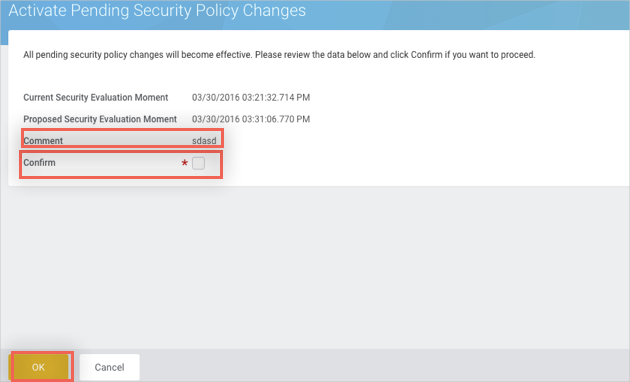 Activate Pending Security Policy Changes
All pending security policy changes will become effective. Please review the data below and click Confirm if you want to proceed.
Current Security Evaluation Moment 03/30/2016 03:21:32.714 PM
Proposed Security Evaluation Moment 03/30/2016 03:31:06.770 PM
Comment sdasd
Confirm *
OK Cancel